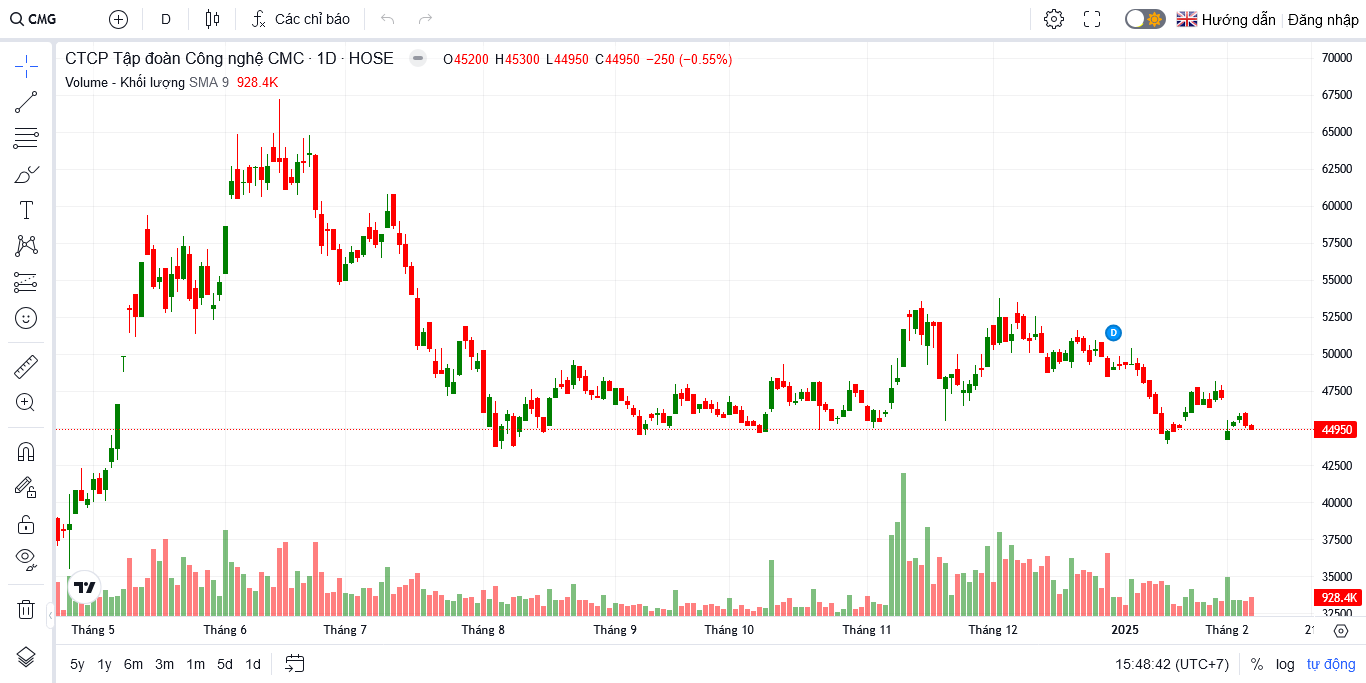 CMG D Các chỉ báo Hướng dẫn Đăng nhập
CTCP Tập đoàn Công nghệ CMC · 1D · HOSE O45200 H45300 L44950 C44950 −250 (−0.55%)
Volume - Khối lượng SMA 9 928.4K
70000
67500
65000
62500
60000
57500
55000
52500
D
50000
47500
44950
42500
40000
37500
35000
928.4K
32500
Tháng 5 Tháng 6 Tháng 7 Tháng 8 Tháng 9 Tháng 10 Tháng 11 Tháng 12 2025 Tháng 2
5y 1y 6m 3m 1m 5d 1d 15:48:42 (UTC+7) % log tự động